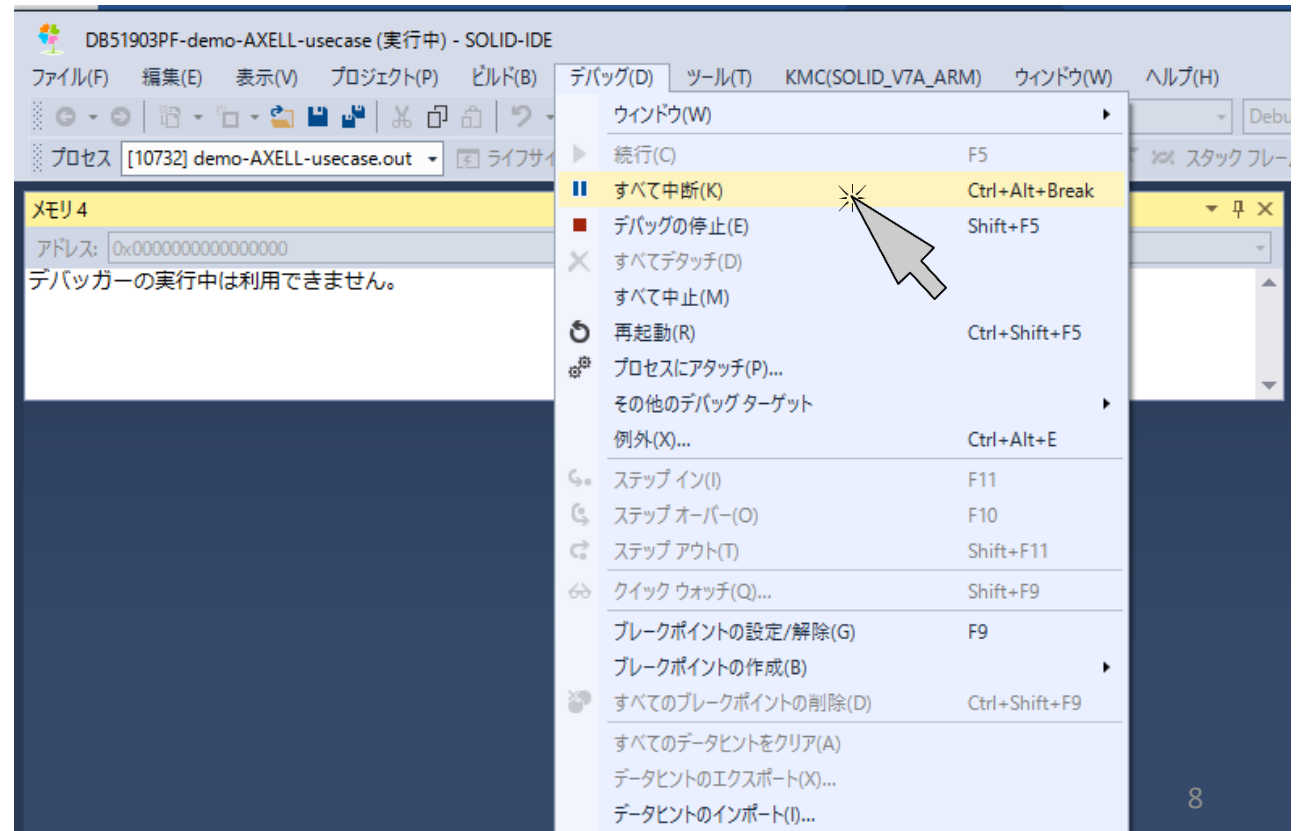 DB51903PF-demo-AXELL-usecase (実行中) - SOLID-IDE
ファイル(F) 編集(E) 表示(V) プロジェクト(P) ビルド(B) デバッグ(D) ツール(T) KMC(SOLID_V7A_ARM) ウィンドウ(W) ヘルプ(H)
Debu
プロセス [10732] demo-AXELL-usecase.out ライフサイ
スタック フレーム
メモリ 4
アドレス: 0x0000000000000000
デバッガーの実行中は利用できません。
ウィンドウ(W)
続行(C) F5
すべて中断(K) Ctrl+Alt+Break
デバッグの停止(E) Shift+F5
すべてデタッチ(D)
すべて中止(M)
再起動(R) Ctrl+Shift+F5
プロセスにアタッチ(P)...
その他のデバッグ ターゲット
例外(X)... Ctrl+Alt+E
ステップ イン(I) F11
ステップ オーバー(O) F10
ステップ アウト(T) Shift+F11
クイック ウォッチ(Q)... Shift+F9
ブレークポイントの設定/解除(G) F9
ブレークポイントの作成(B)
すべてのブレークポイントの削除(D) Ctrl+Shift+F9
すべてのデータヒントをクリア(A)
データヒントのエクスポート(X)...
データヒントのインポート(I)...
8